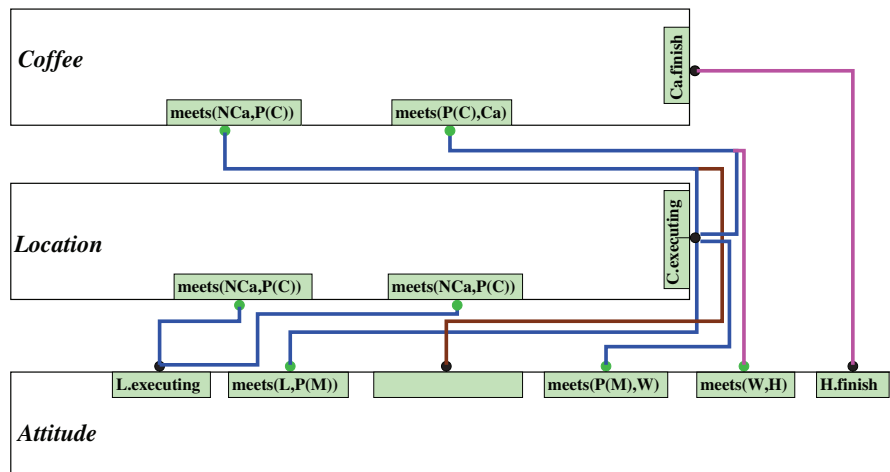 Coffee
Ca.finish
meets(NCa,P(C))
meets(P(C),Ca)
Location
C.executing
meets(NCa,P(C))
meets(NCa,P(C))
L.executing
meets(L,P(M))
meets(P(M),W)
meets(W,H)
H.finish
Attitude